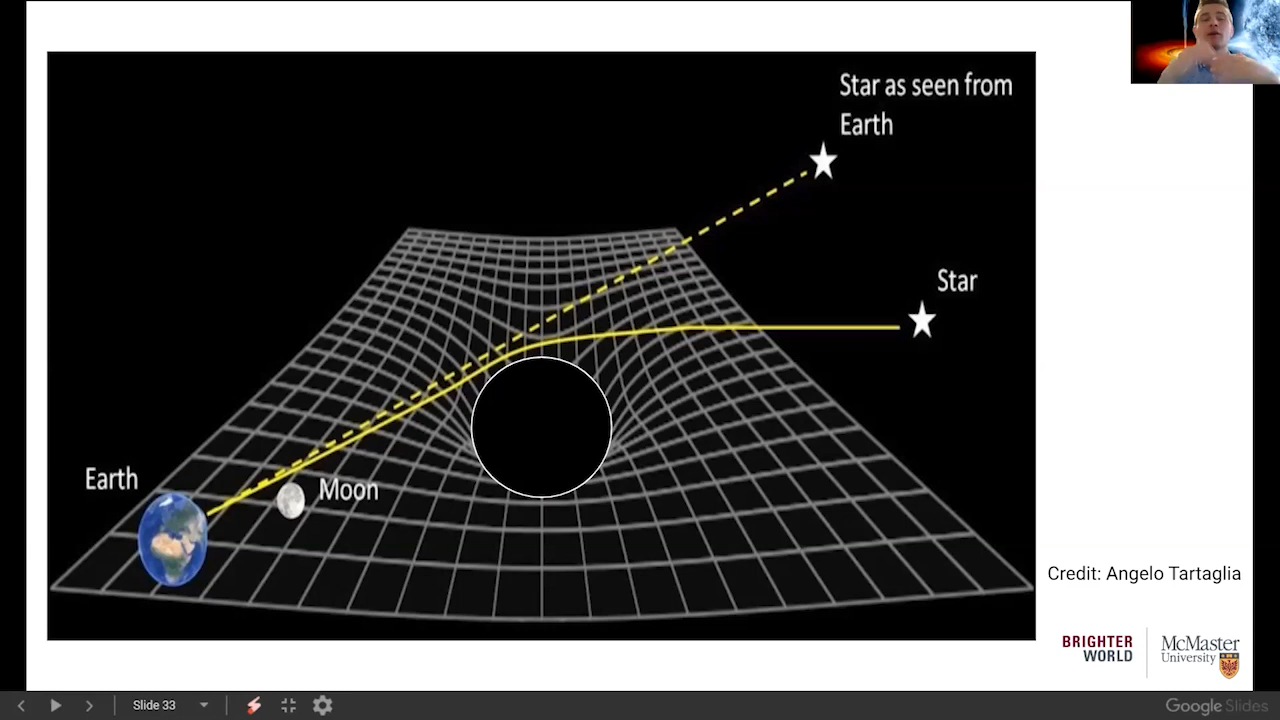 Star as seen from
Earth
Star
Earth
Moon
Credit: Angelo Tartaglia
BRIGHTER
WORLD
McMaster
University
Slide 33
Google Slides